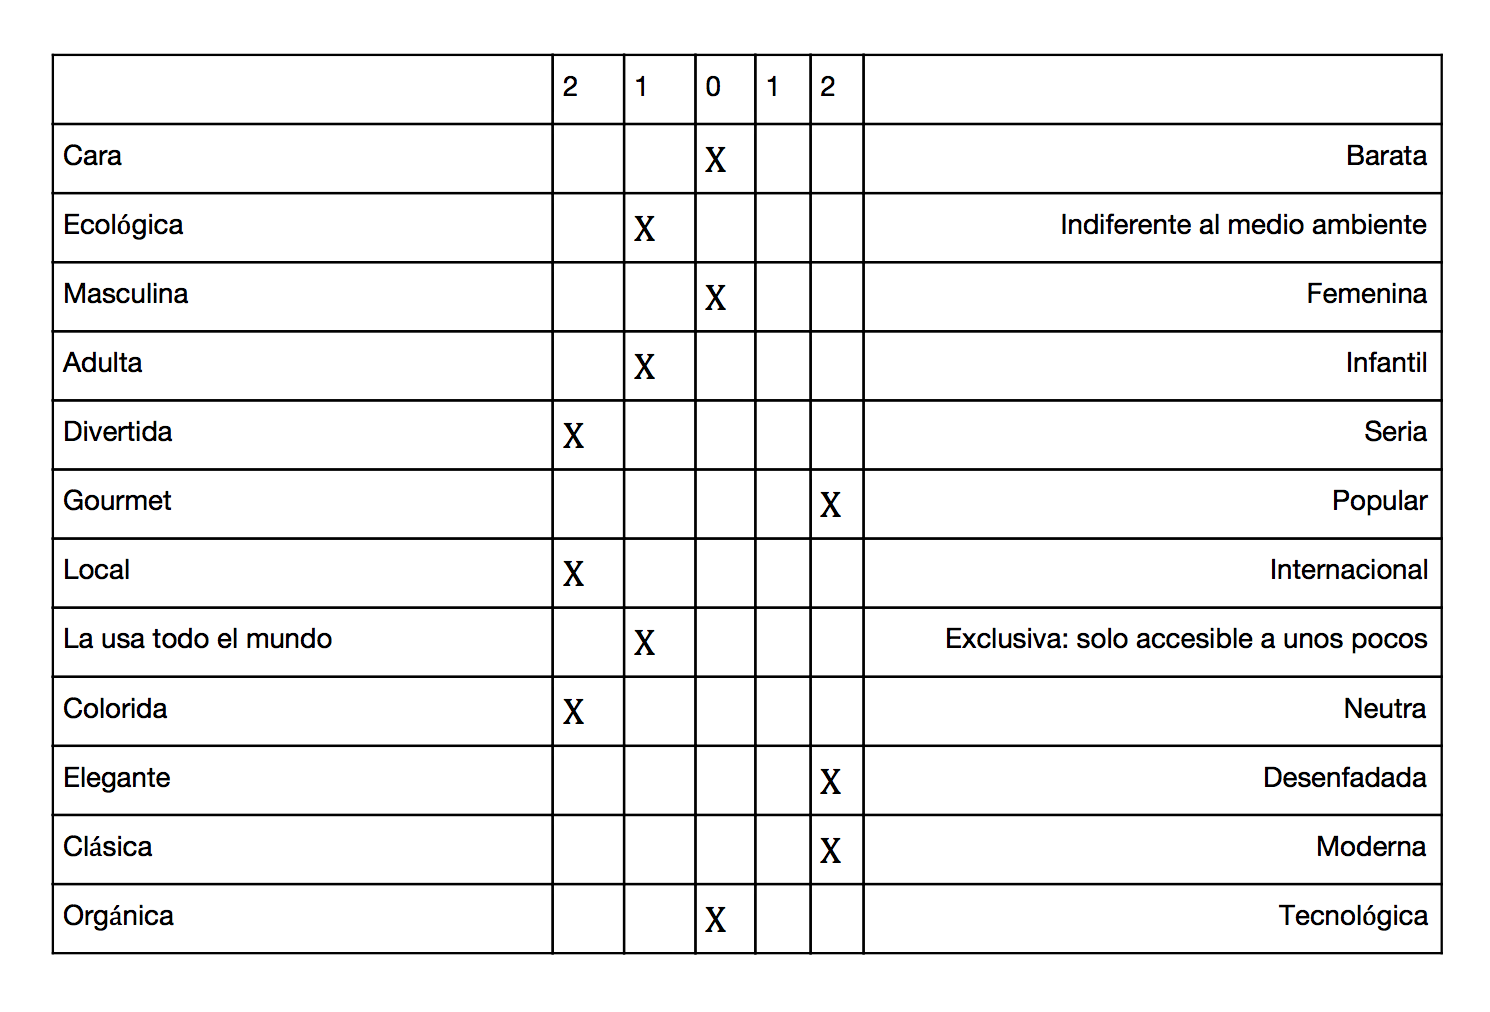 2 1 0 1 2
Cara X Barata
Ecológica X Indiferente al medio ambiente
Masculina X Femenina
Adulta X Infantil
Divertida X Seria
Gourmet X Popular
Local X Internacional
La usa todo el mundo X Exclusiva: solo accesible a unos pocos
Colorida X Neutra
Elegante X Desenfadada
Clásica X Moderna
Orgánica X Tecnológica